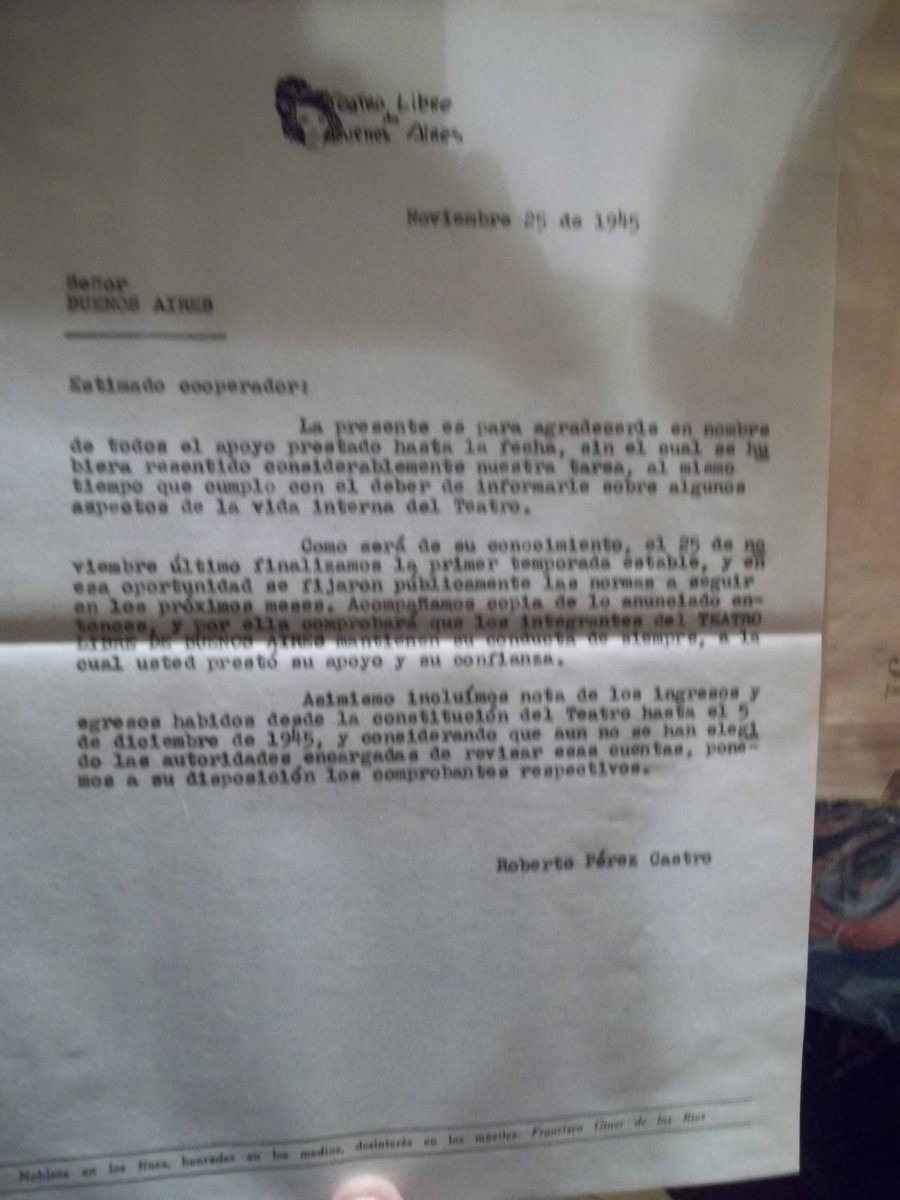 Teatro Libre
de
Buenos Aires
Noviembre 25 de 1945
Señor
BUENOS AIRES
Estimado cooperador:
La presente es para agradecerle en nombre
de todos el apoyo prestado hasta la fecha, sin el cual se hu
biera resentido considerablemente nuestra tarea, al mismo
tiempo que cumplo con el deber de informarle sobre algunos
aspectos de la vida interna del Teatro.
Como será de su conocimiento, el 25 de no
viembre último finalizamos la primer temporada estable, y en
esa oportunidad se fijaron públicamente las normas a seguir
en los próximos meses. Acompañamos copia de lo anunciado en-
tonces, y por ella comprobará que los integrantes del TEATRO
LIBRE DE BUENOS AIRES mantienen su conducta de siempre, a la
cual usted prestó su apoyo y su confianza.
Asimismo incluímos nota de los ingresos y
egresos habidos desde la constitución del Teatro hasta el 5
de diciembre de 1945, y considerando que aun no se han elegi
do las autoridades encargadas de revisar esas cuentas, pone-
mos a su disposición los comprobantes respectivos.
Roberto Pérez Castro
Nobleza en los fines, honradez en los medios, desinterés en los móviles. Francisco Giner de los Ríos